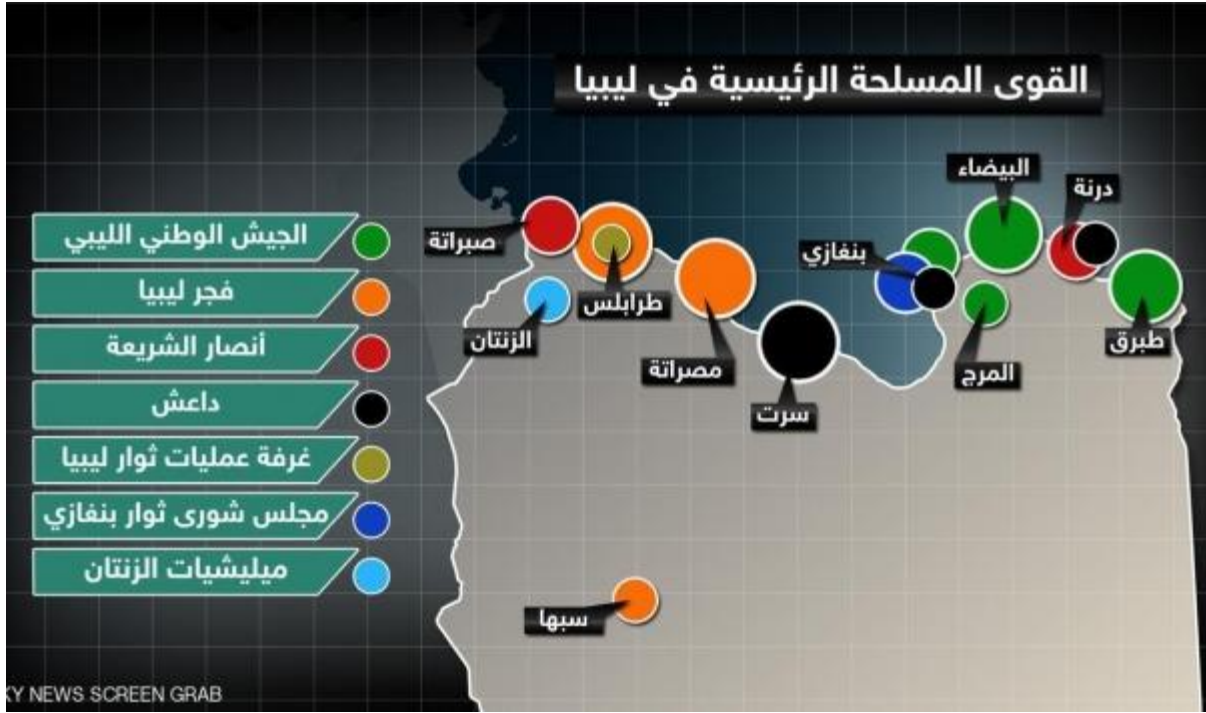 القوى المسلحة الرئيسية في ليبيا
البيضاء
درنة
بنغازي
صبراتة
طرابلس
الزنتان
مصراتة
سرت
المرج
طبرق
سبها
الجيش الوطني الليبي
فجر ليبيا
أنصار الشريعة
داعش
غرفة عمليات ثوار ليبيا
مجلس شورى ثوار بنغازي
ميليشيات الزنتان
KY NEWS SCREEN GRAB